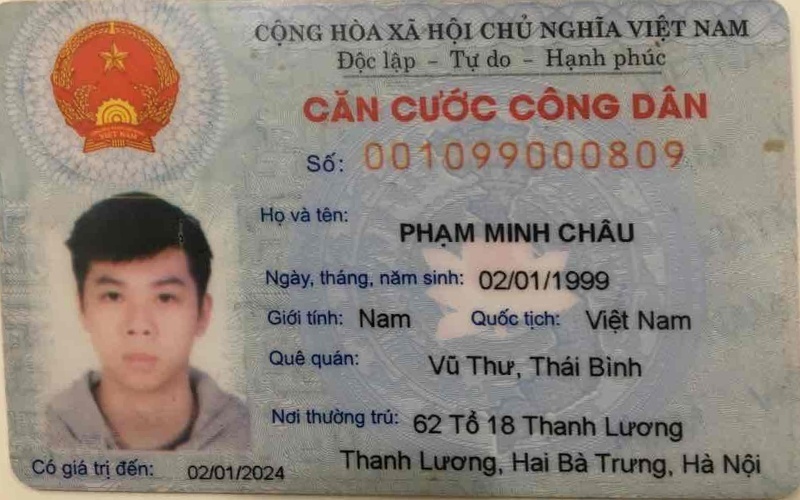 CỘNG HÒA XÃ HỘI CHỦ NGHĨA VIỆT NAM
Độc lập - Tự do - Hạnh phúc
CĂN CƯỚC CÔNG DÂN
Số: 001099000809
Họ và tên: PHẠM MINH CHÂU
Ngày, tháng, năm sinh: 02/01/1999
Giới tính: Nam Quốc tịch: Việt Nam
Quê quán: Vũ Thư, Thái Bình
Nơi thường trú: 62 Tổ 18 Thanh Lương
Thanh Lương, Hai Bà Trưng, Hà Nội
Có giá trị đến: 02/01/2024
VIỆT NAM